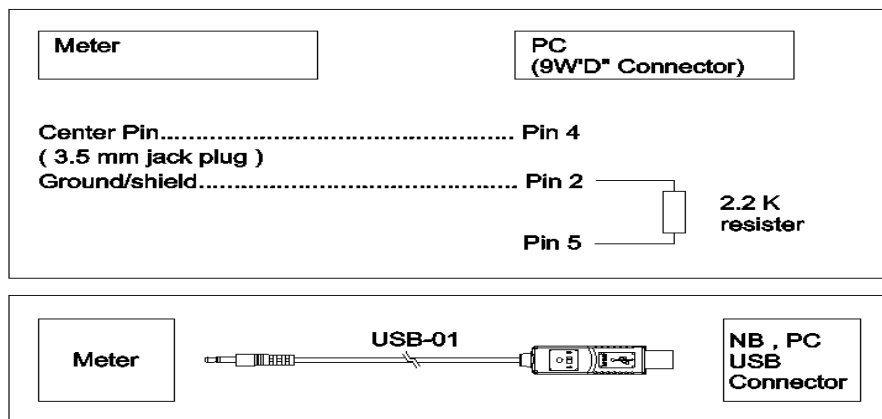 Meter
PC
(9W'D" Connector)
Center Pin.................................................. Pin 4
( 3.5 mm jack plug )
Ground/shield............................................. Pin 2
2.2 K
resister
Pin 5
USB-01
Meter
NB , PC
USB
Connector